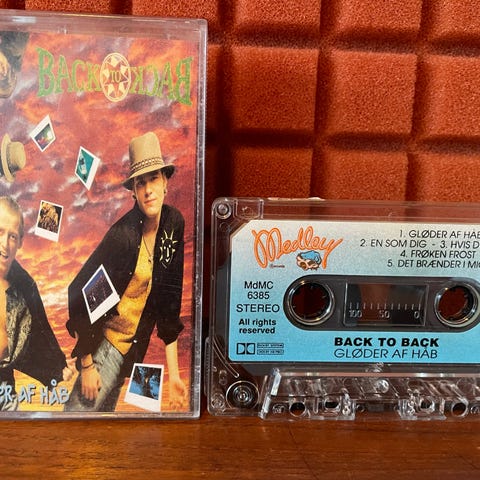 BACK TO BACK
ER AF HÅB
Medley
Records
MdMC
6385
STEREO
All rights
reserved
1. GLØDER AF HÅB
2. EN SOM DIG - 3. HVIS D
4. FRØKEN FROST
5. DET BRÆNDER I MIG
100 50 0
BACK TO BACK
GLØDER AF HÅB